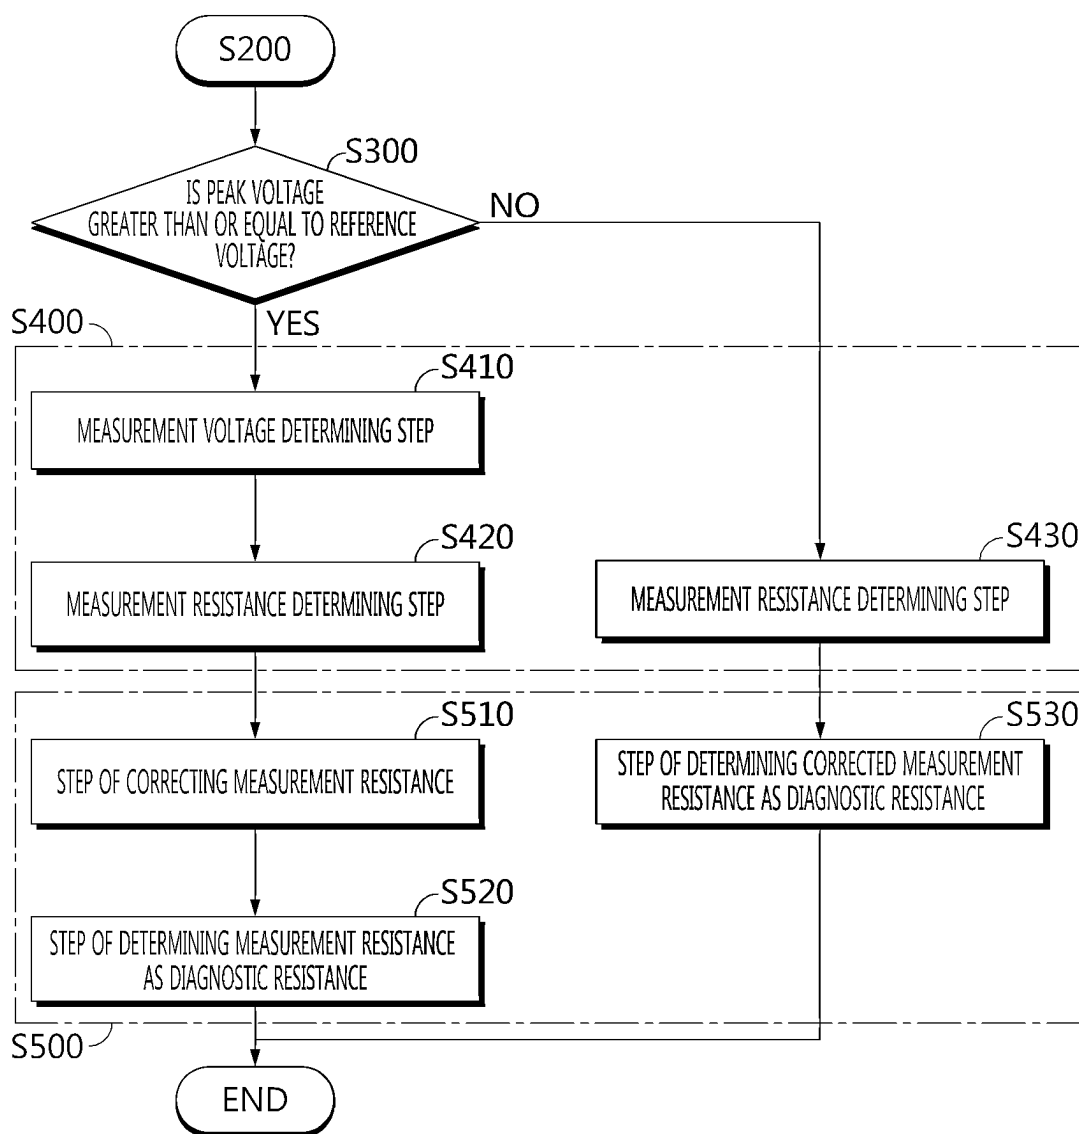 S200
S300
IS PEAK VOLTAGE
GREATER THAN OR EQUAL TO REFERENCE
VOLTAGE?
NO
YES
S400
S410
MEASUREMENT VOLTAGE DETERMINING STEP
S420
MEASUREMENT RESISTANCE DETERMINING STEP
S430
MEASUREMENT RESISTANCE DETERMINING STEP
S510
STEP OF CORRECTING MEASUREMENT RESISTANCE
S530
STEP OF DETERMINING CORRECTED MEASUREMENT
RESISTANCE AS DIAGNOSTIC RESISTANCE
S520
STEP OF DETERMINING MEASUREMENT RESISTANCE
AS DIAGNOSTIC RESISTANCE
S500
END